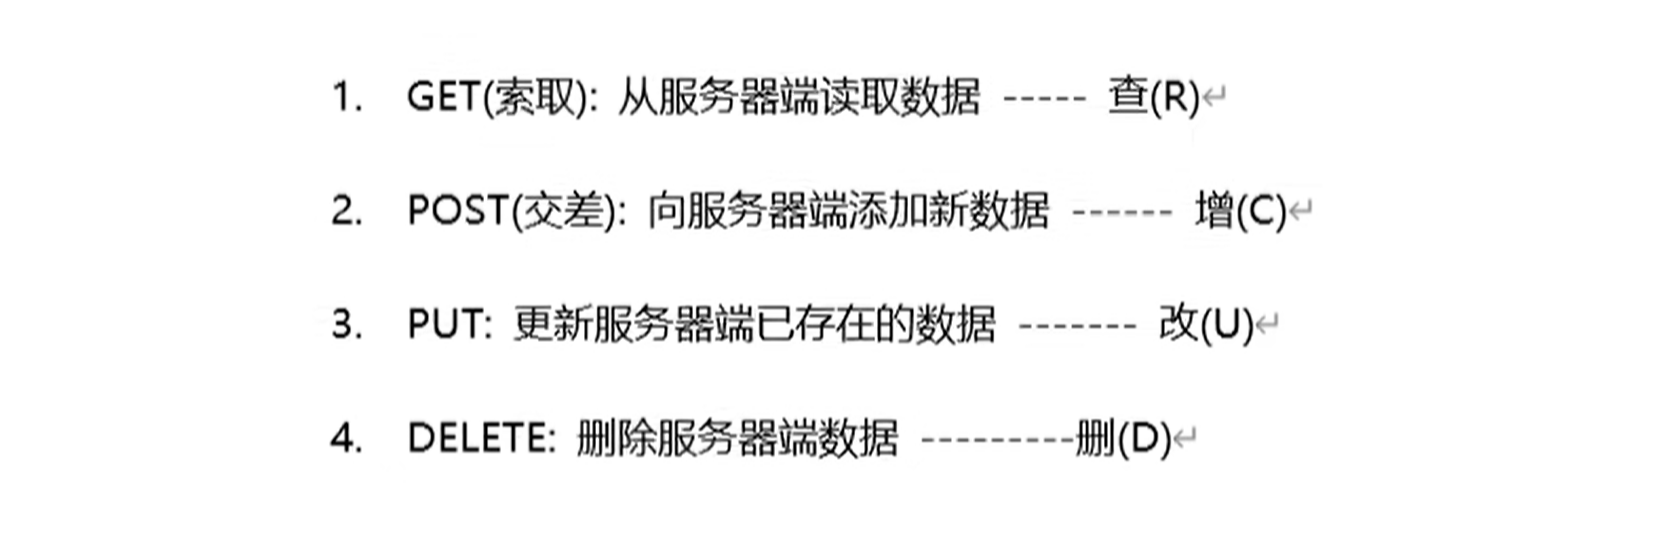 1. GET(索取): 从服务器端读取数据 ----- 查(R)↵
2. POST(交差): 向服务器端添加新数据 ------ 增(C)↵
3. PUT: 更新服务器端已存在的数据 ------- 改(U)↵
4. DELETE: 删除服务器端数据 ---------删(D)↵